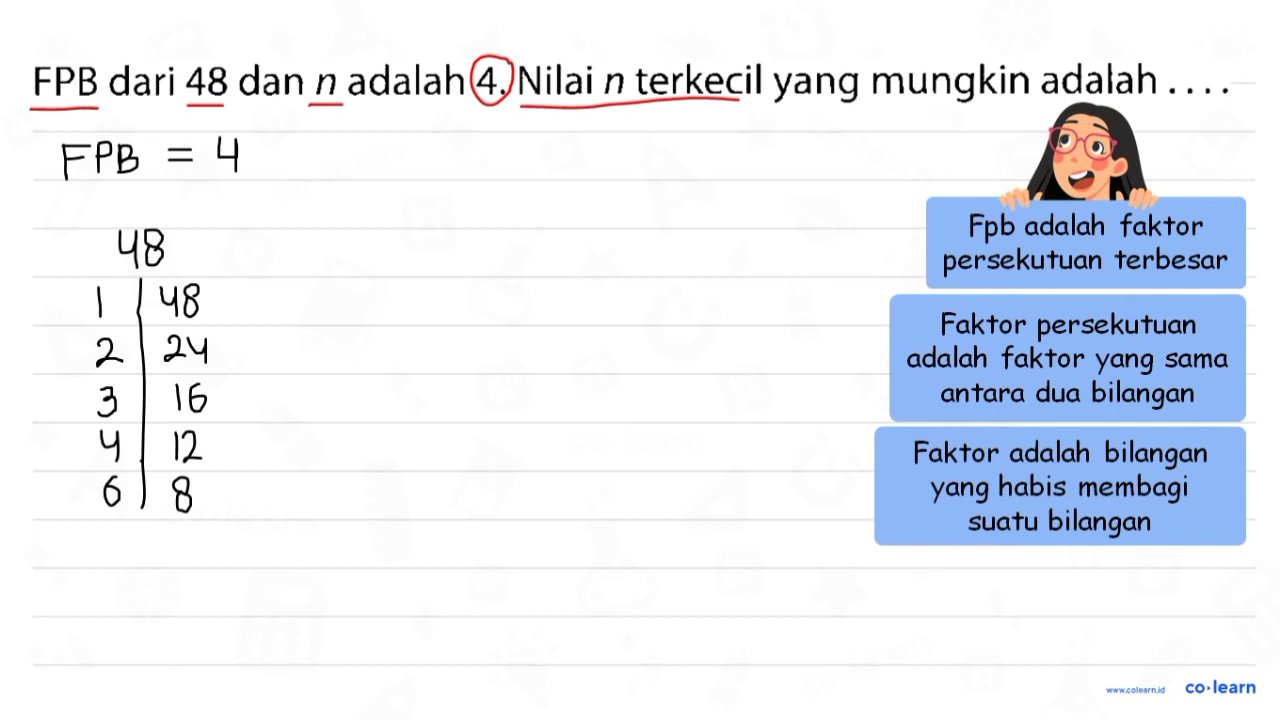 FPB dari 48 dan n adalah 4. Nilai n terkecil yang mungkin adalah ....
FPB = 4
48
1 48
2 24
3 16
4 12
6 8
Fpb adalah faktor
persekutuan terbesar
Faktor persekutuan
adalah faktor yang sama
antara dua bilangan
Faktor adalah bilangan
yang habis membagi
suatu bilangan
www.colearn.id co·learn